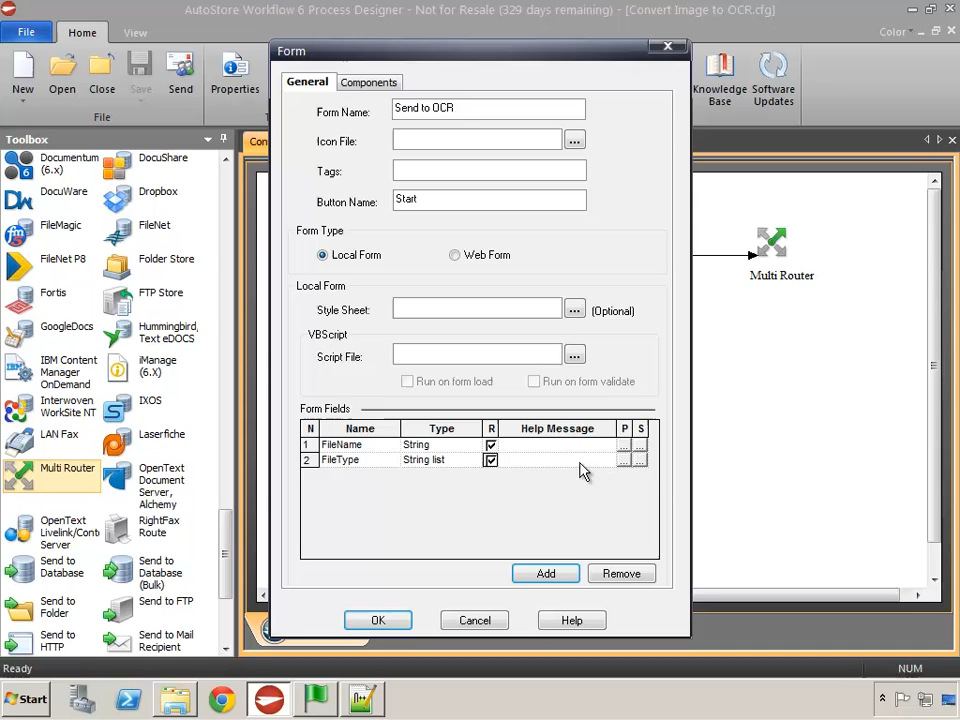 AutoStore Workflow 6 Process Designer - Not for Resale (329 days remaining) - [Convert Image to OCR.cfg]
File
Home
View
Color
New
Open
Close
Save
Send
Properties
Knowledge
Base
Software
Updates
File
Toolbox
Con
Documentum
(6.x)
DocuShare
DocuWare
Dropbox
FileMagic
FileNet
FileNet P8
Folder Store
Fortis
FTP Store
GoogleDocs
Hummingbird,
Text eDOCS
IBM Content
Manager
OnDemand
iManage
(6.X)
Interwoven
WorkSite NT
IXOS
LAN Fax
Laserfiche
Multi Router
OpenText
Document
Server,
Alchemy
OpenText
Livelink/Cont
Server
RightFax
Route
Send to
Database
Send to
Database
(Bulk)
Send to
Folder
Send to FTP
Send to
HTTP
Send to Mail
Recipient
Form
General
Components
Form Name:
Send to OCR
Icon File:
...
Tags:
Button Name:
Start
Form Type
Local Form
Web Form
Local Form
Style Sheet:
...
(Optional)
VBScript
Script File:
...
Run on form load
Run on form validate
Form Fields
N Name Type R Help Message P S
1 FileName String ... ...
2 FileType String list ... ...
Add
Remove
OK
Cancel
Help
Multi Router
Ready
NUM
Start